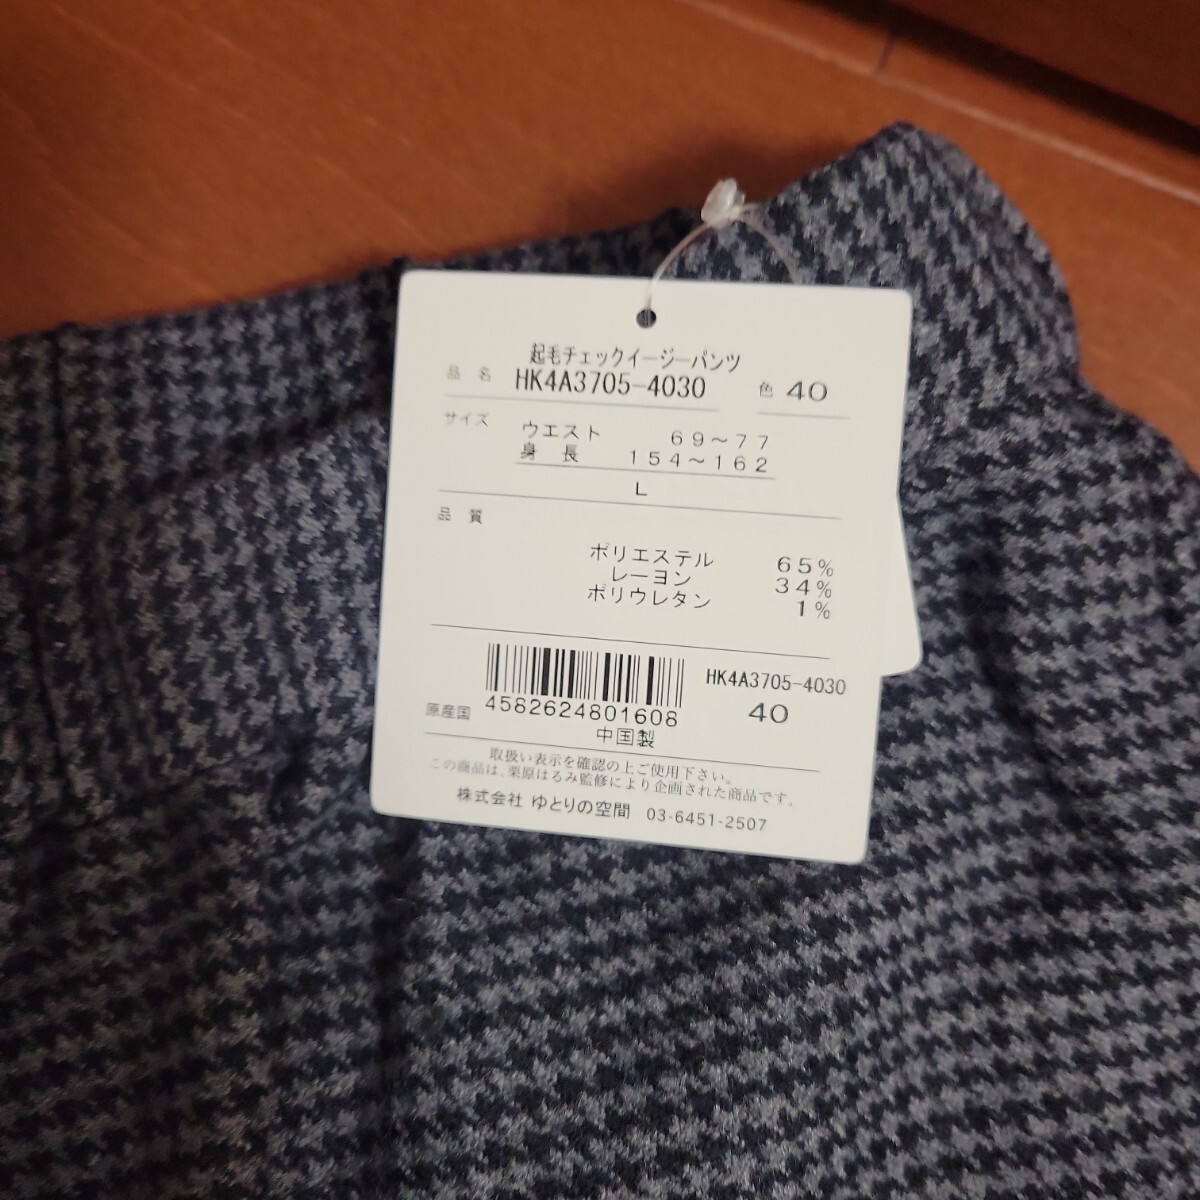 起毛チェックイージーパンツ
品 名 HK4A3705-4030 色 40
サイズ
ウエスト 69～77
身 長 154～162
L
品 質
ポリエステル 65%
レーヨン 34%
ポリウレタン 1%
HK4A3705-4030
4582624801608 40
原産国 中国製
取扱い表示を確認の上ご使用下さい。
この商品は、栗原はるみ監修により企画された商品です。
株式会社 ゆとりの空間 03-6451-2507